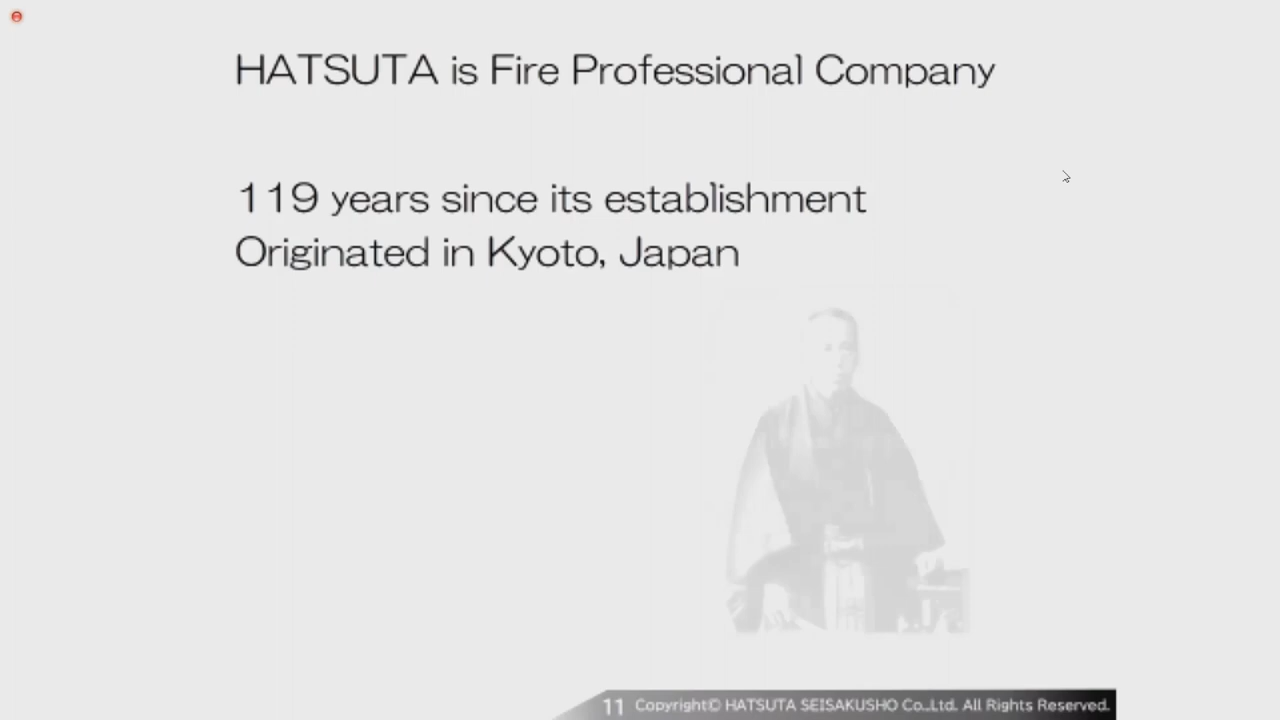 HATSUTA is Fire Professional Company
119 years since its establishment
Originated in Kyoto, Japan
11 Copyright© HATSUTA SEISAKUSHO Co.,Ltd. All Rights Reserved.